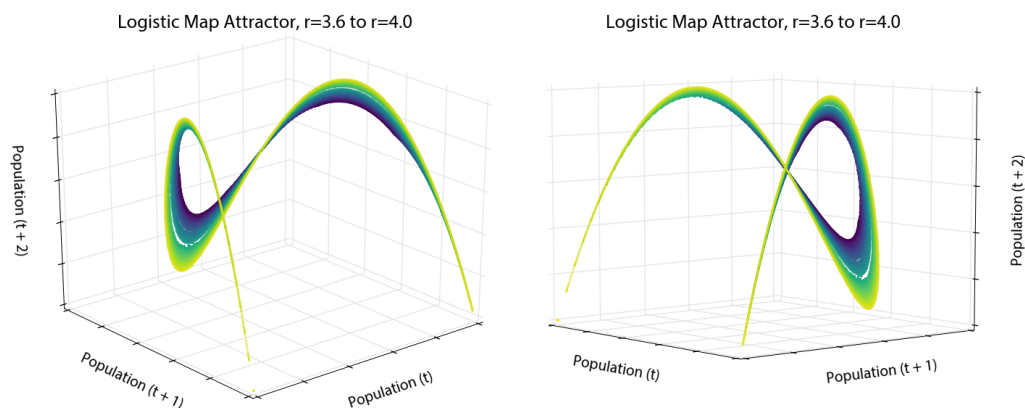 Logistic Map Attractor, r=3.6 to r=4.0
Population (t + 2)
Population (t + 1)
Population (t)
Logistic Map Attractor, r=3.6 to r=4.0
Population (t)
Population (t + 1)
Population (t + 2)